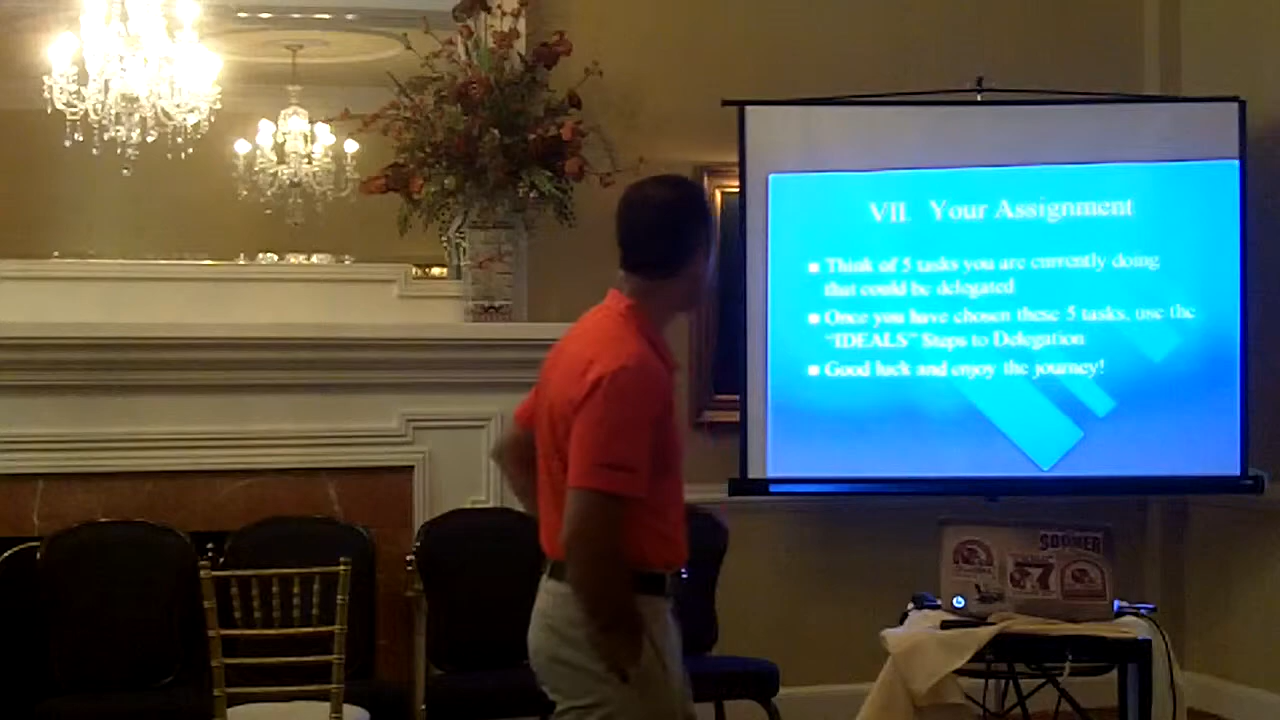 VII. Your Assignment
Think of 5 tasks you are currently doing
that could be delegated
Once you have chosen these 5 tasks, use the
"IDEALS" Steps to Delegation
Good luck and enjoy the journey!
SOONER